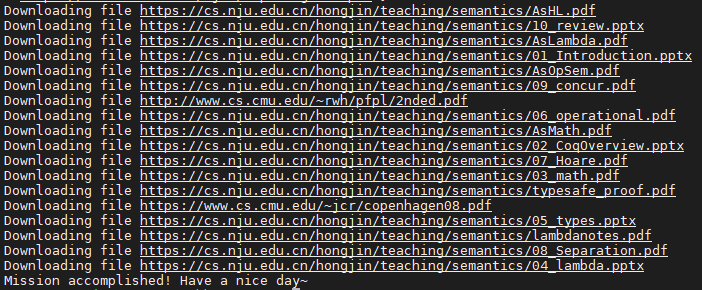 Downloading file https://cs.nju.edu.cn/hongjin/teaching/semantics/AsHL.pdf
Downloading file https://cs.nju.edu.cn/hongjin/teaching/semantics/10_review.pptx
Downloading file https://cs.nju.edu.cn/hongjin/teaching/semantics/AsLambda.pdf
Downloading file https://cs.nju.edu.cn/hongjin/teaching/semantics/01_Introduction.pptx
Downloading file https://cs.nju.edu.cn/hongjin/teaching/semantics/AsOpSem.pdf
Downloading file https://cs.nju.edu.cn/hongjin/teaching/semantics/09_concur.pdf
Downloading file http://www.cs.cmu.edu/~rwh/pfpl/2nded.pdf
Downloading file https://cs.nju.edu.cn/hongjin/teaching/semantics/06_operational.pdf
Downloading file https://cs.nju.edu.cn/hongjin/teaching/semantics/AsMath.pdf
Downloading file https://cs.nju.edu.cn/hongjin/teaching/semantics/02_CoqOverview.pptx
Downloading file https://cs.nju.edu.cn/hongjin/teaching/semantics/07_Hoare.pdf
Downloading file https://cs.nju.edu.cn/hongjin/teaching/semantics/03_math.pdf
Downloading file https://cs.nju.edu.cn/hongjin/teaching/semantics/typesafe_proof.pdf
Downloading file https://www.cs.cmu.edu/~jcr/copenhagen08.pdf
Downloading file https://cs.nju.edu.cn/hongjin/teaching/semantics/05_types.pptx
Downloading file https://cs.nju.edu.cn/hongjin/teaching/semantics/lambdanotes.pdf
Downloading file https://cs.nju.edu.cn/hongjin/teaching/semantics/08_Separation.pdf
Downloading file https://cs.nju.edu.cn/hongjin/teaching/semantics/04_lambda.pptx
Mission accomplished! Have a nice day~